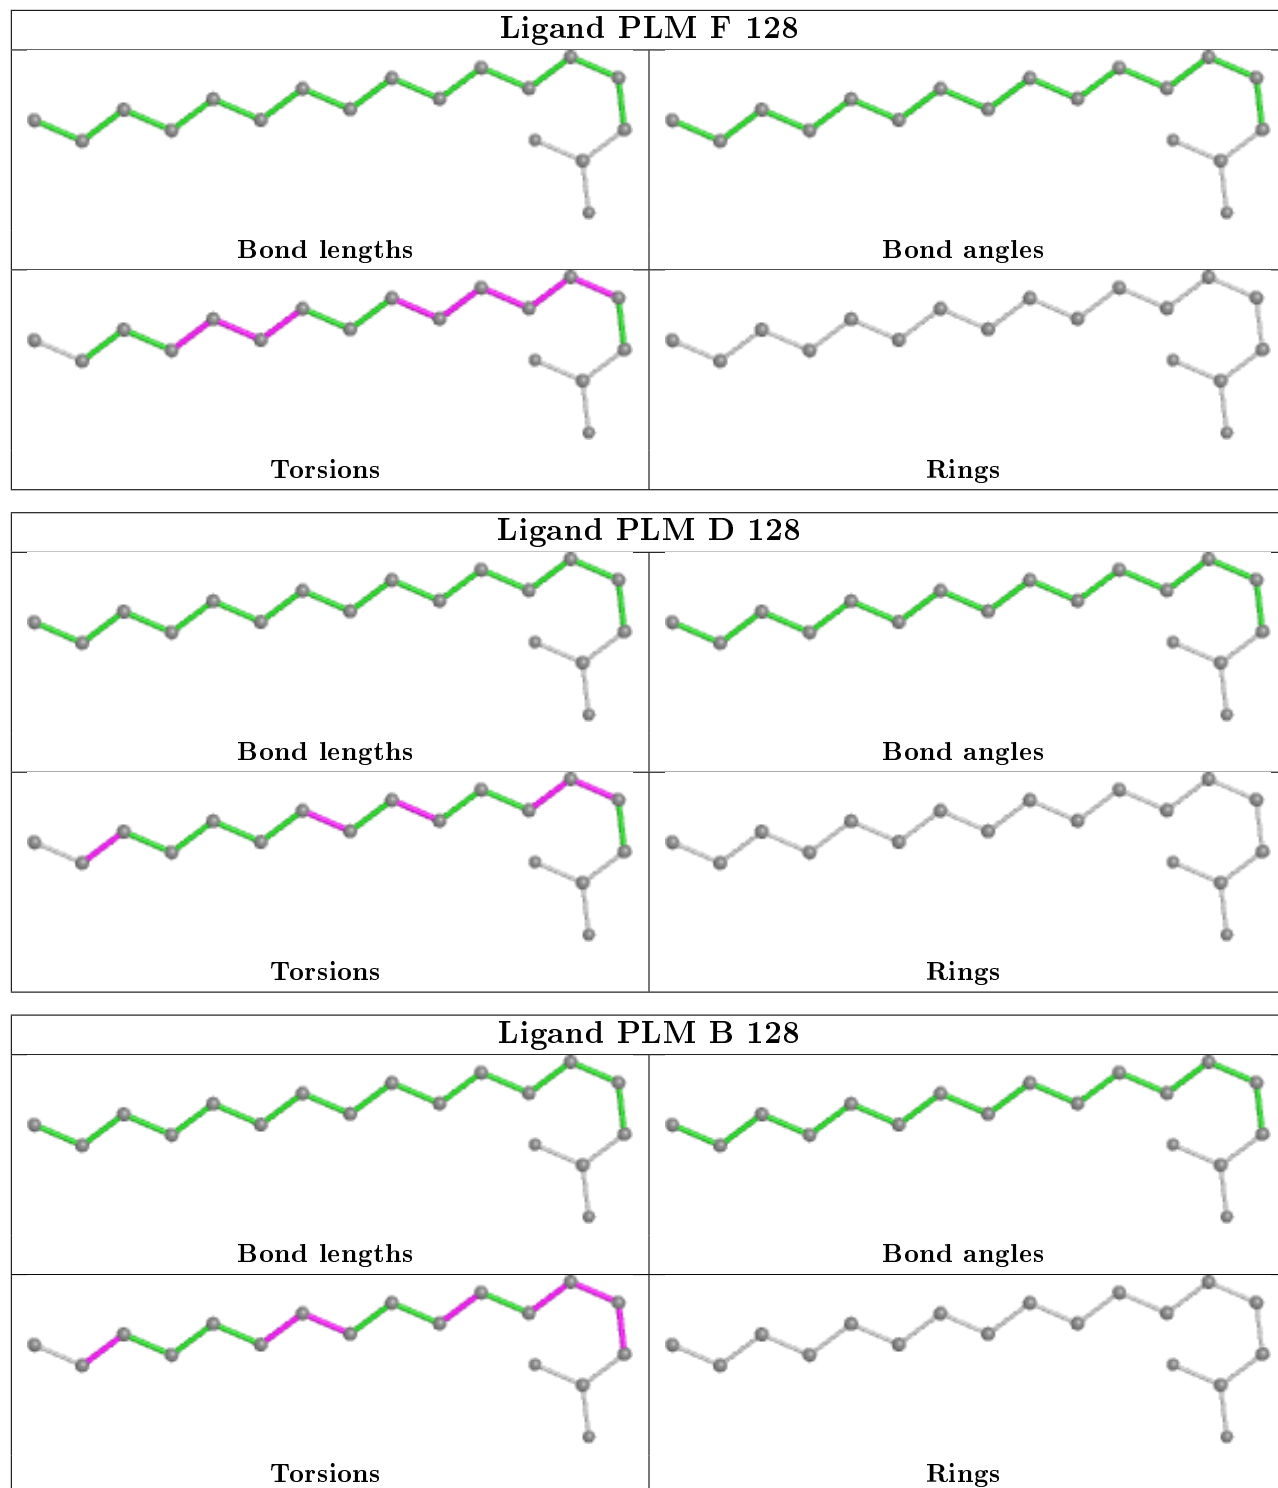 Ligand PLM F 128
Bond lengths
Bond angles
Torsions
Rings
Ligand PLM D 128
Bond lengths
Bond angles
Torsions
Rings
Ligand PLM B 128
Bond lengths
Bond angles
Torsions
Rings